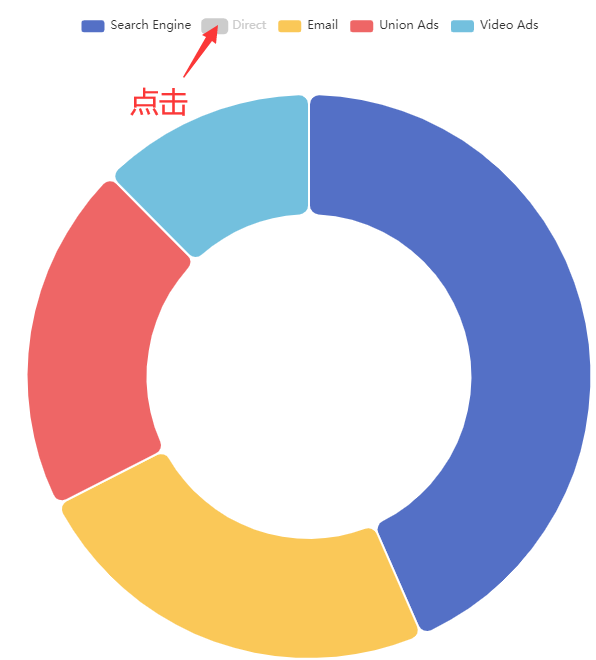 Search Engine Direct Email Union Ads Video Ads
点击